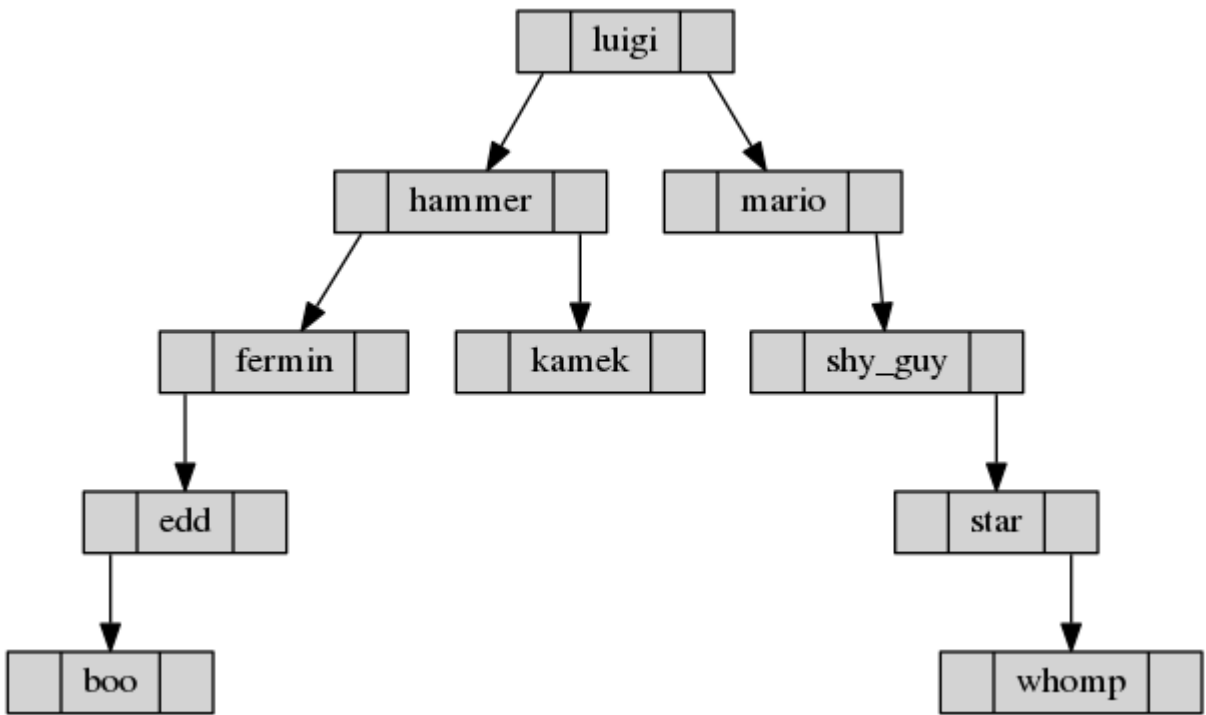 luigi
hammer
mario
fermin
kamek
shy_guy
edd
star
boo
whomp